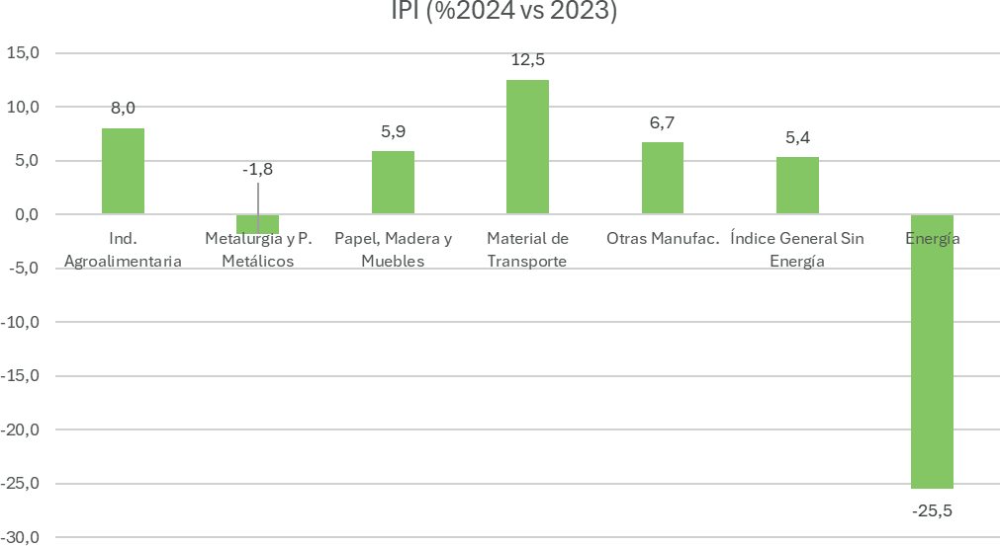 IPI (%2024 vs 2023)
15,0
10,0
5,0
0,0
-5,0
-10,0
-15,0
-20,0
-25,0
-30,0
8,0
-1,8
5,9
12,5
6,7
5,4
-25,5
Ind.
Agroalimentaria
Metalurgia y P.
Metálicos
Papel, Madera y
Muebles
Material de
Transporte
Otras Manufac.
Índice General Sin
Energía
Energía